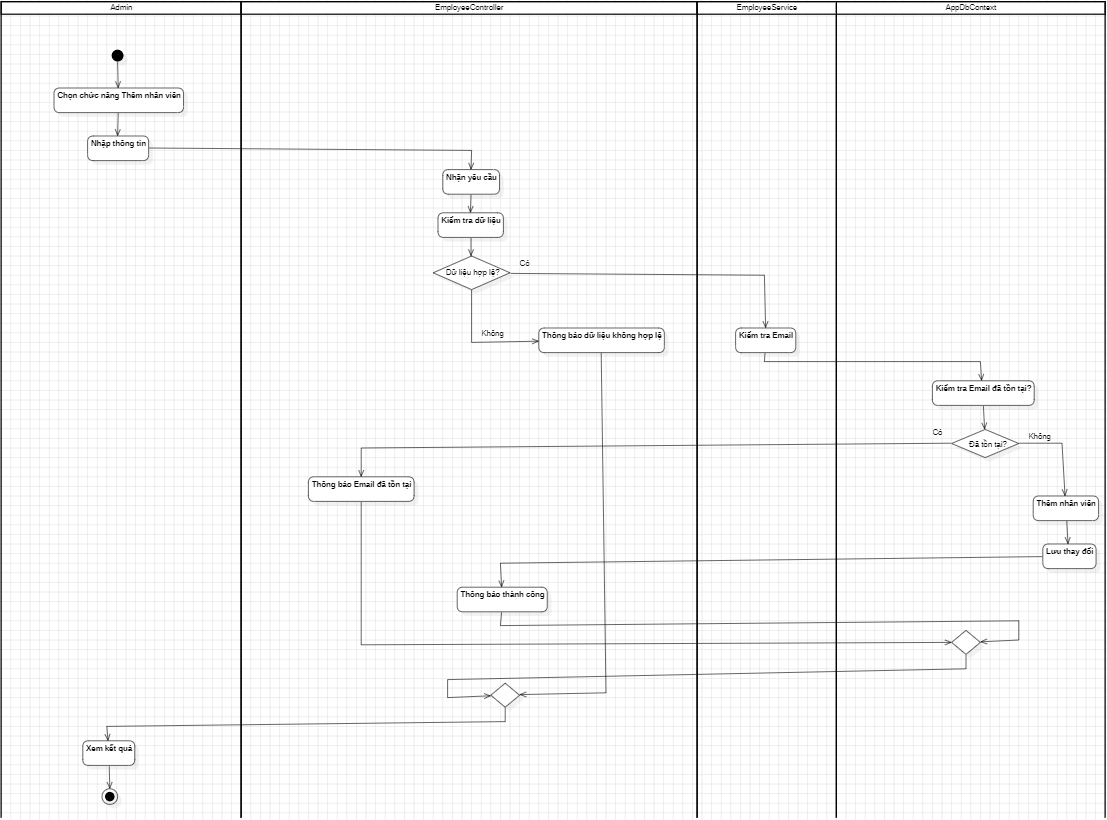 Admin
EmployeeController
EmployeeService
AppDbContext
Chọn chức năng Thêm nhân viên
Nhập thông tin
Nhận yêu cầu
Kiểm tra dữ liệu
Dữ liệu hợp lệ?
Có
Không
Thông báo dữ liệu không hợp lệ
Kiểm tra Email
Kiểm tra Email đã tồn tại?
Có
Đã tồn tại?
Không
Thông báo Email đã tồn tại
Thêm nhân viên
Lưu thay đổi
Thông báo thành công
Xem kết quả